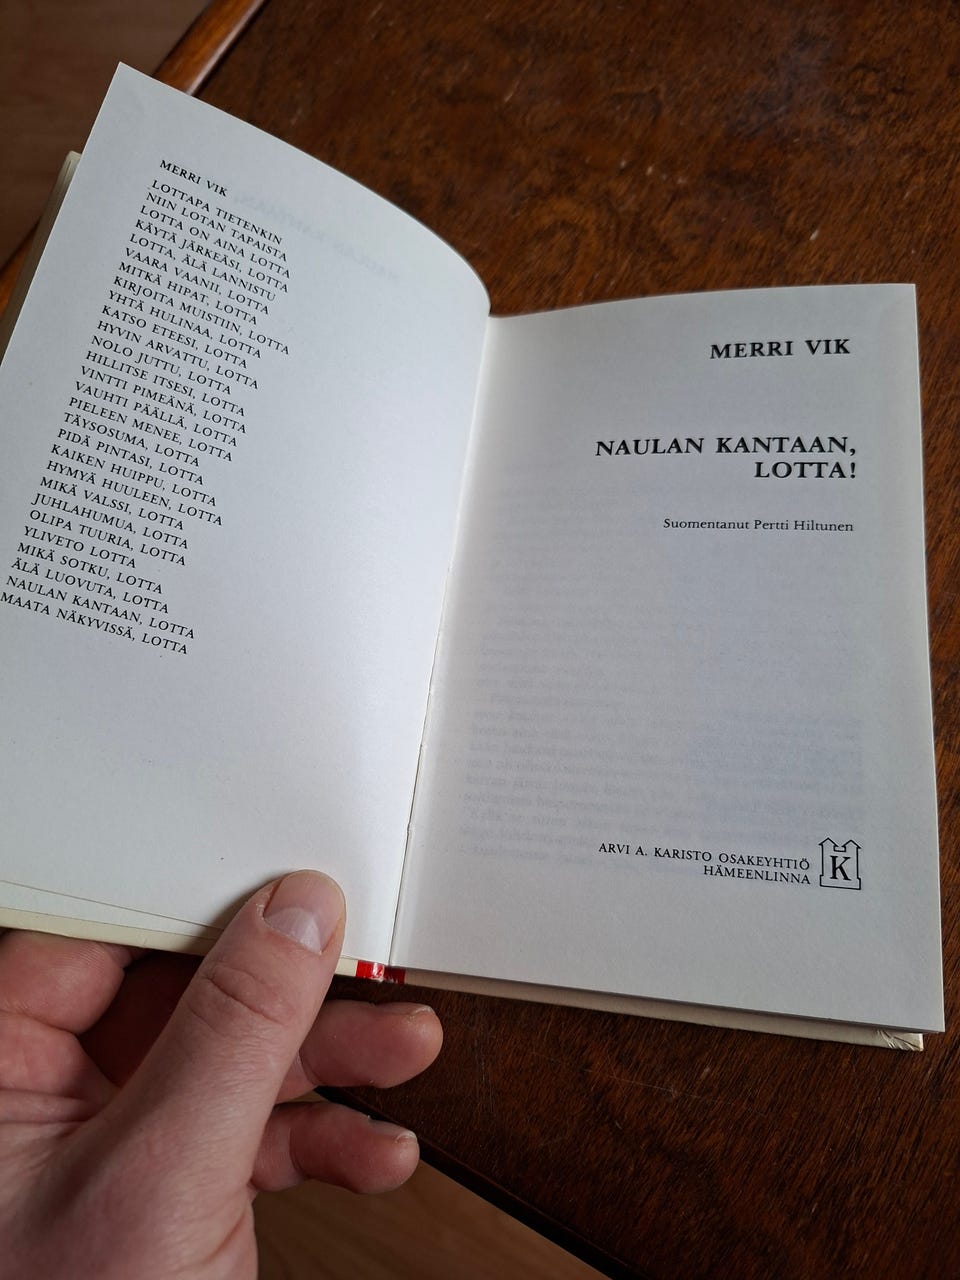 MERRI VIK
LOTTAPA TIETENKIN
NIIN LOTAN TAPAISTA
LOTTA ON AINA LOTTA
KÄYTÄ JÄRKEÄSI, LOTTA
LOTTA, ÄLÄ LANNISTU
VAARA VAANII, LOTTA
MITKÄ HIPAT, LOTTA
KIRJOITA MUISTIIN, LOTTA
YHTÄ HULINAA, LOTTA
KATSO ETEESI, LOTTA
HYVIN ARVATTU, LOTTA
NOLO JUTTU, LOTTA
HILLITSE ITSESI, LOTTA
VINTTI PIMEÄNÄ, LOTTA
VAUHTI PÄÄLLÄ, LOTTA
PIELEEN MENEE, LOTTA
TÄYSOSUMA, LOTTA
PIDÄ PINTASI, LOTTA
KAIKEN HUIPPU, LOTTA
HYMYÄ HUULEEN, LOTTA
MIKÄ VALSSI, LOTTA
JUHLAHUMUA, LOTTA
OLIPA TUURIA, LOTTA
YLIVETO LOTTA
MIKÄ SOTKU, LOTTA
ÄLÄ LUOVUTA, LOTTA
NAULAN KANTAAN, LOTTA
MAATA NÄKYVISSÄ, LOTTA
MERRI VIK
NAULAN KANTAAN,
LOTTA!
Suomentanut Pertti Hiltunen
ARVI A. KARISTO OSAKEYHTIÖ
HÄMEENLINNA
K